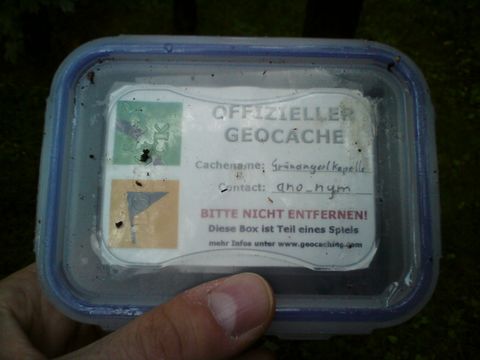 OFFIZIELLER
GEOCACHE
Cachename: Grünangerlkapelle
Contact: ano_nym
BITTE NICHT ENTFERNEN!
Diese Box ist Teil eines Spiels
mehr Infos unter www.geocaching.com